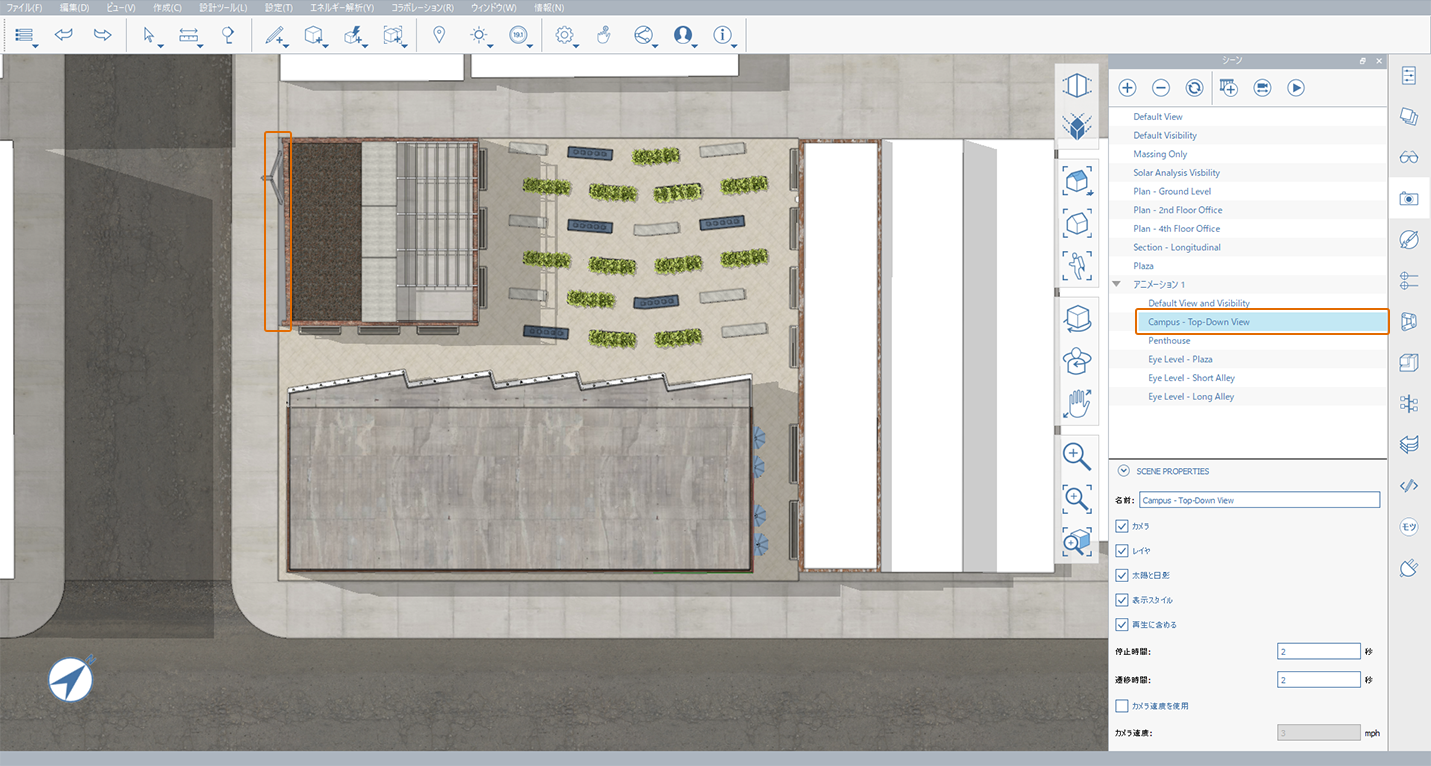 ファイル(F) 編集(D) ビュー(V) 作成(C) 設計ツール(L) 設定(T) エネルギー解析(Y) コラボレーション(R) ウィンドウ(W) 情報(N)
シーン
Default View
Default Visibility
Massing Only
Solar Analysis Visbility
Plan - Ground Level
Plan - 2nd Floor Office
Plan - 4th Floor Office
Section - Longitudinal
Plaza
アニメーション 1
Default View and Visibility
Campus - Top-Down View
Penthouse
Eye Level - Plaza
Eye Level - Short Alley
Eye Level - Long Alley
SCENE PROPERTIES
名前: Campus - Top-Down View
カメラ
レイヤ
太陽と日影
表示スタイル
再生に含める
停止時間: 2 秒
遷移時間: 2 秒
カメラ速度を使用
カメラ速度: 3 mph
モツ